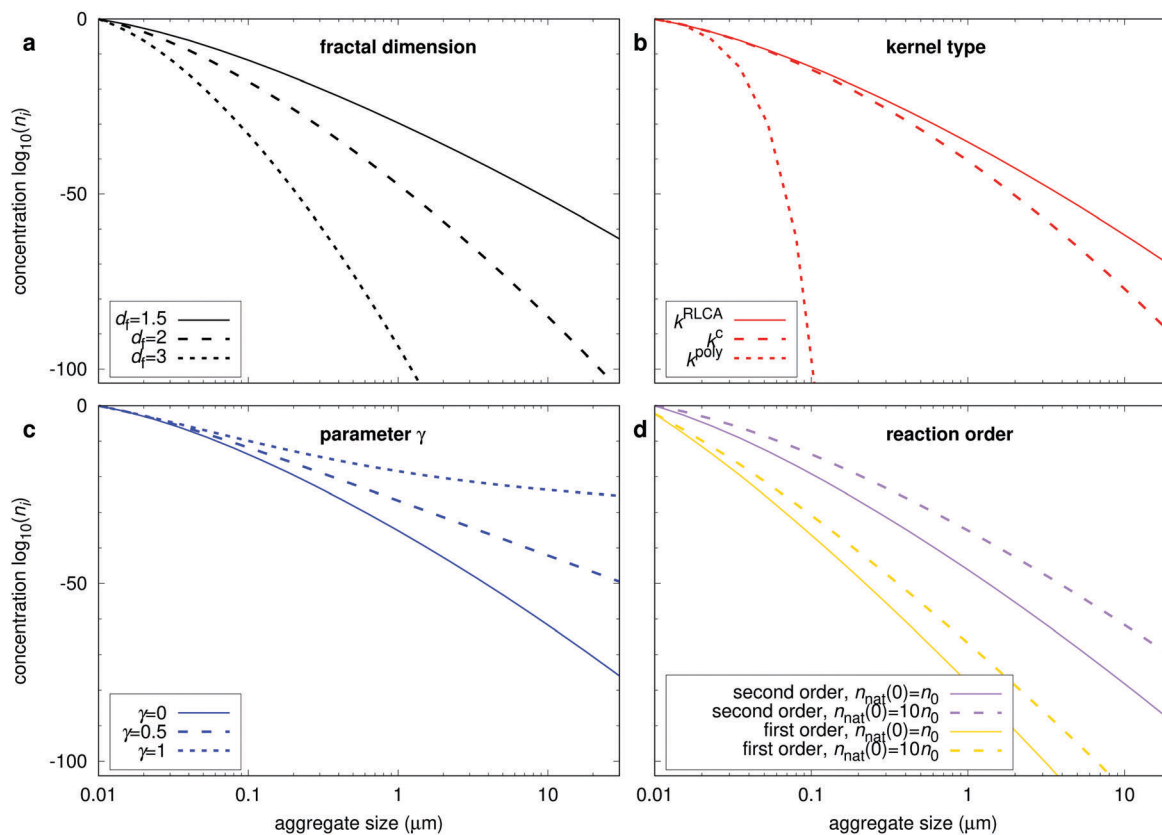 a
fractal dimension
concentration log10(ni)
0
-50
-100
df=1.5
df=2
df=3
b
kernel type
kRLCA
kc
kpoly
c
parameter γ
concentration log10(ni)
0
-50
-100
γ=0
γ=0.5
γ=1
0.01 0.1 1 10
aggregate size (μm)
d
reaction order
second order, nnat(0)=n0
second order, nnat(0)=10n0
first order, nnat(0)=n0
first order, nnat(0)=10n0
0.01 0.1 1 10
aggregate size (μm)